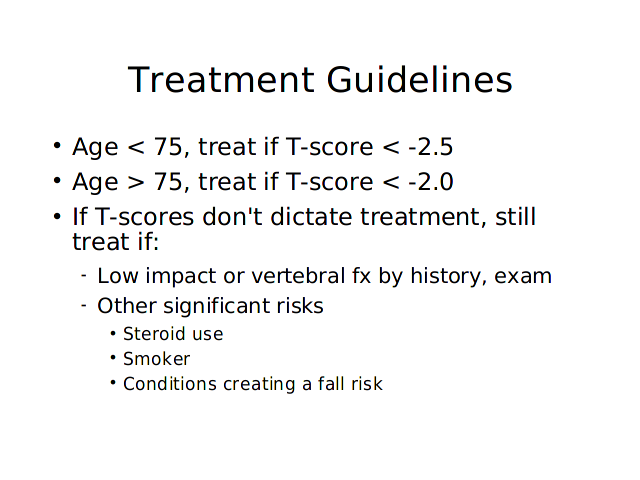 Treatment Guidelines
• Age < 75, treat if T-score < -2.5
• Age > 75, treat if T-score < -2.0
• If T-scores don't dictate treatment, still
treat if:
- Low impact or vertebral fx by history, exam
- Other significant risks
• Steroid use
• Smoker
• Conditions creating a fall risk